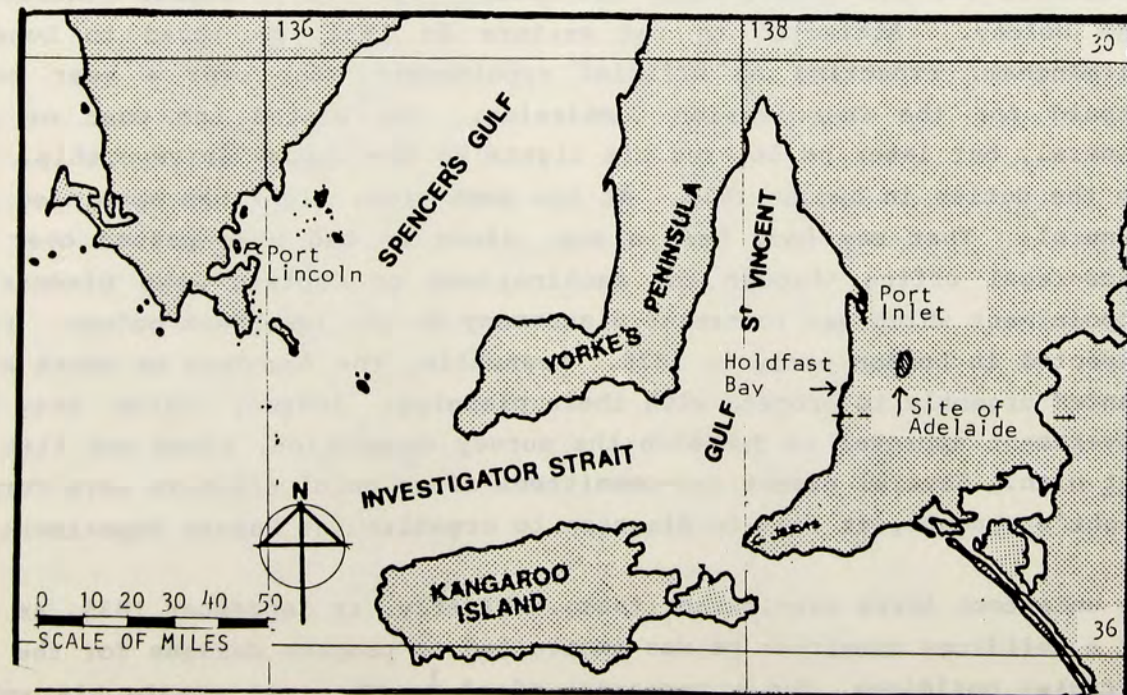 136
138
30
SPENCER'S GULF
Port
Lincoln
YORKE'S PENINSULA
GULF ST VINCENT
Port
Inlet
Holdfast
Bay
Site of
Adelaide
INVESTIGATOR STRAIT
N
KANGAROO
ISLAND
0 10 20 30 40 50
SCALE OF MILES
36